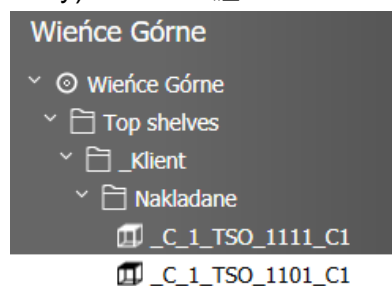 Wieńce Górne
Wieńce Górne
Top shelves
_Klient
Nakladane
_C_1_TSO_1111_C1
_C_1_TSO_1101_C1